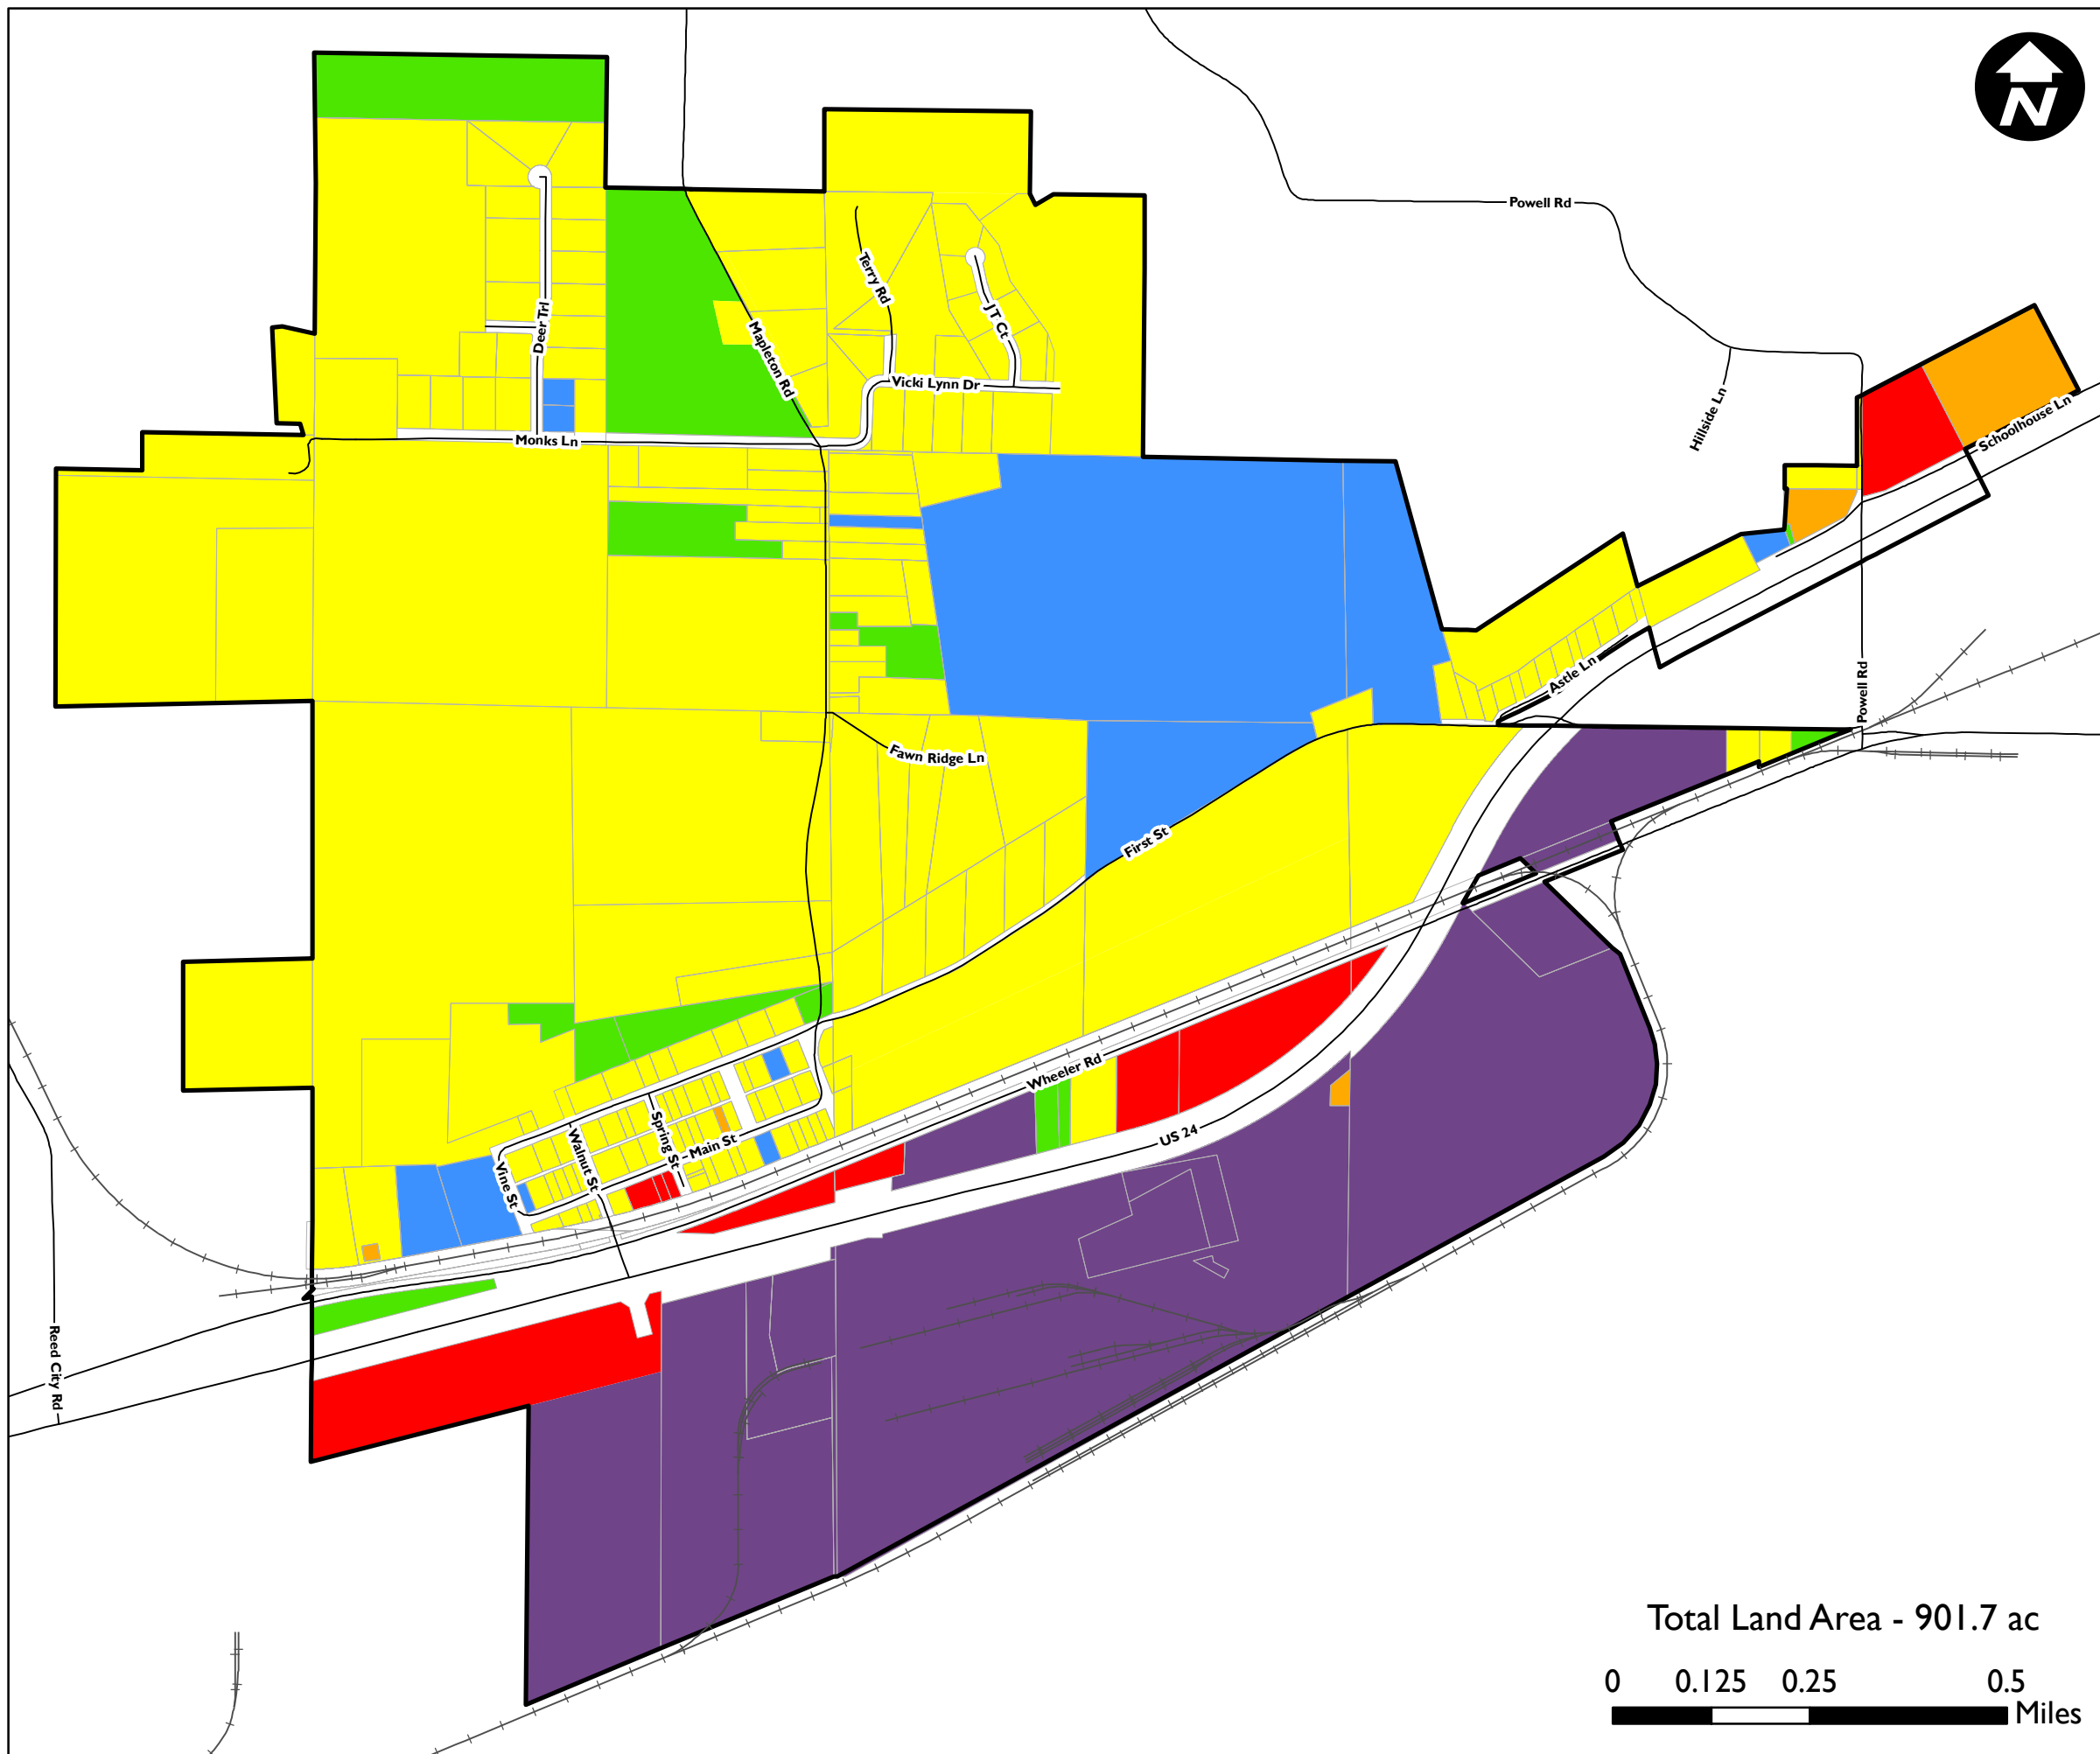 N
Powell Rd
Terry Rd
Deer Trl
JT Ct
Mapleton Rd
Vicki Lynn Dr
Hillside Ln
Schoolhouse Ln
Monks Ln
Astle Ln
Powell Rd
Fawn Ridge Ln
First St
Wheeler Rd
Walnut St
Spring St
Main St
US 24
Vine St
Reed City Rd
Total Land Area - 901.7 ac
0 0.125 0.25 0.5
Miles